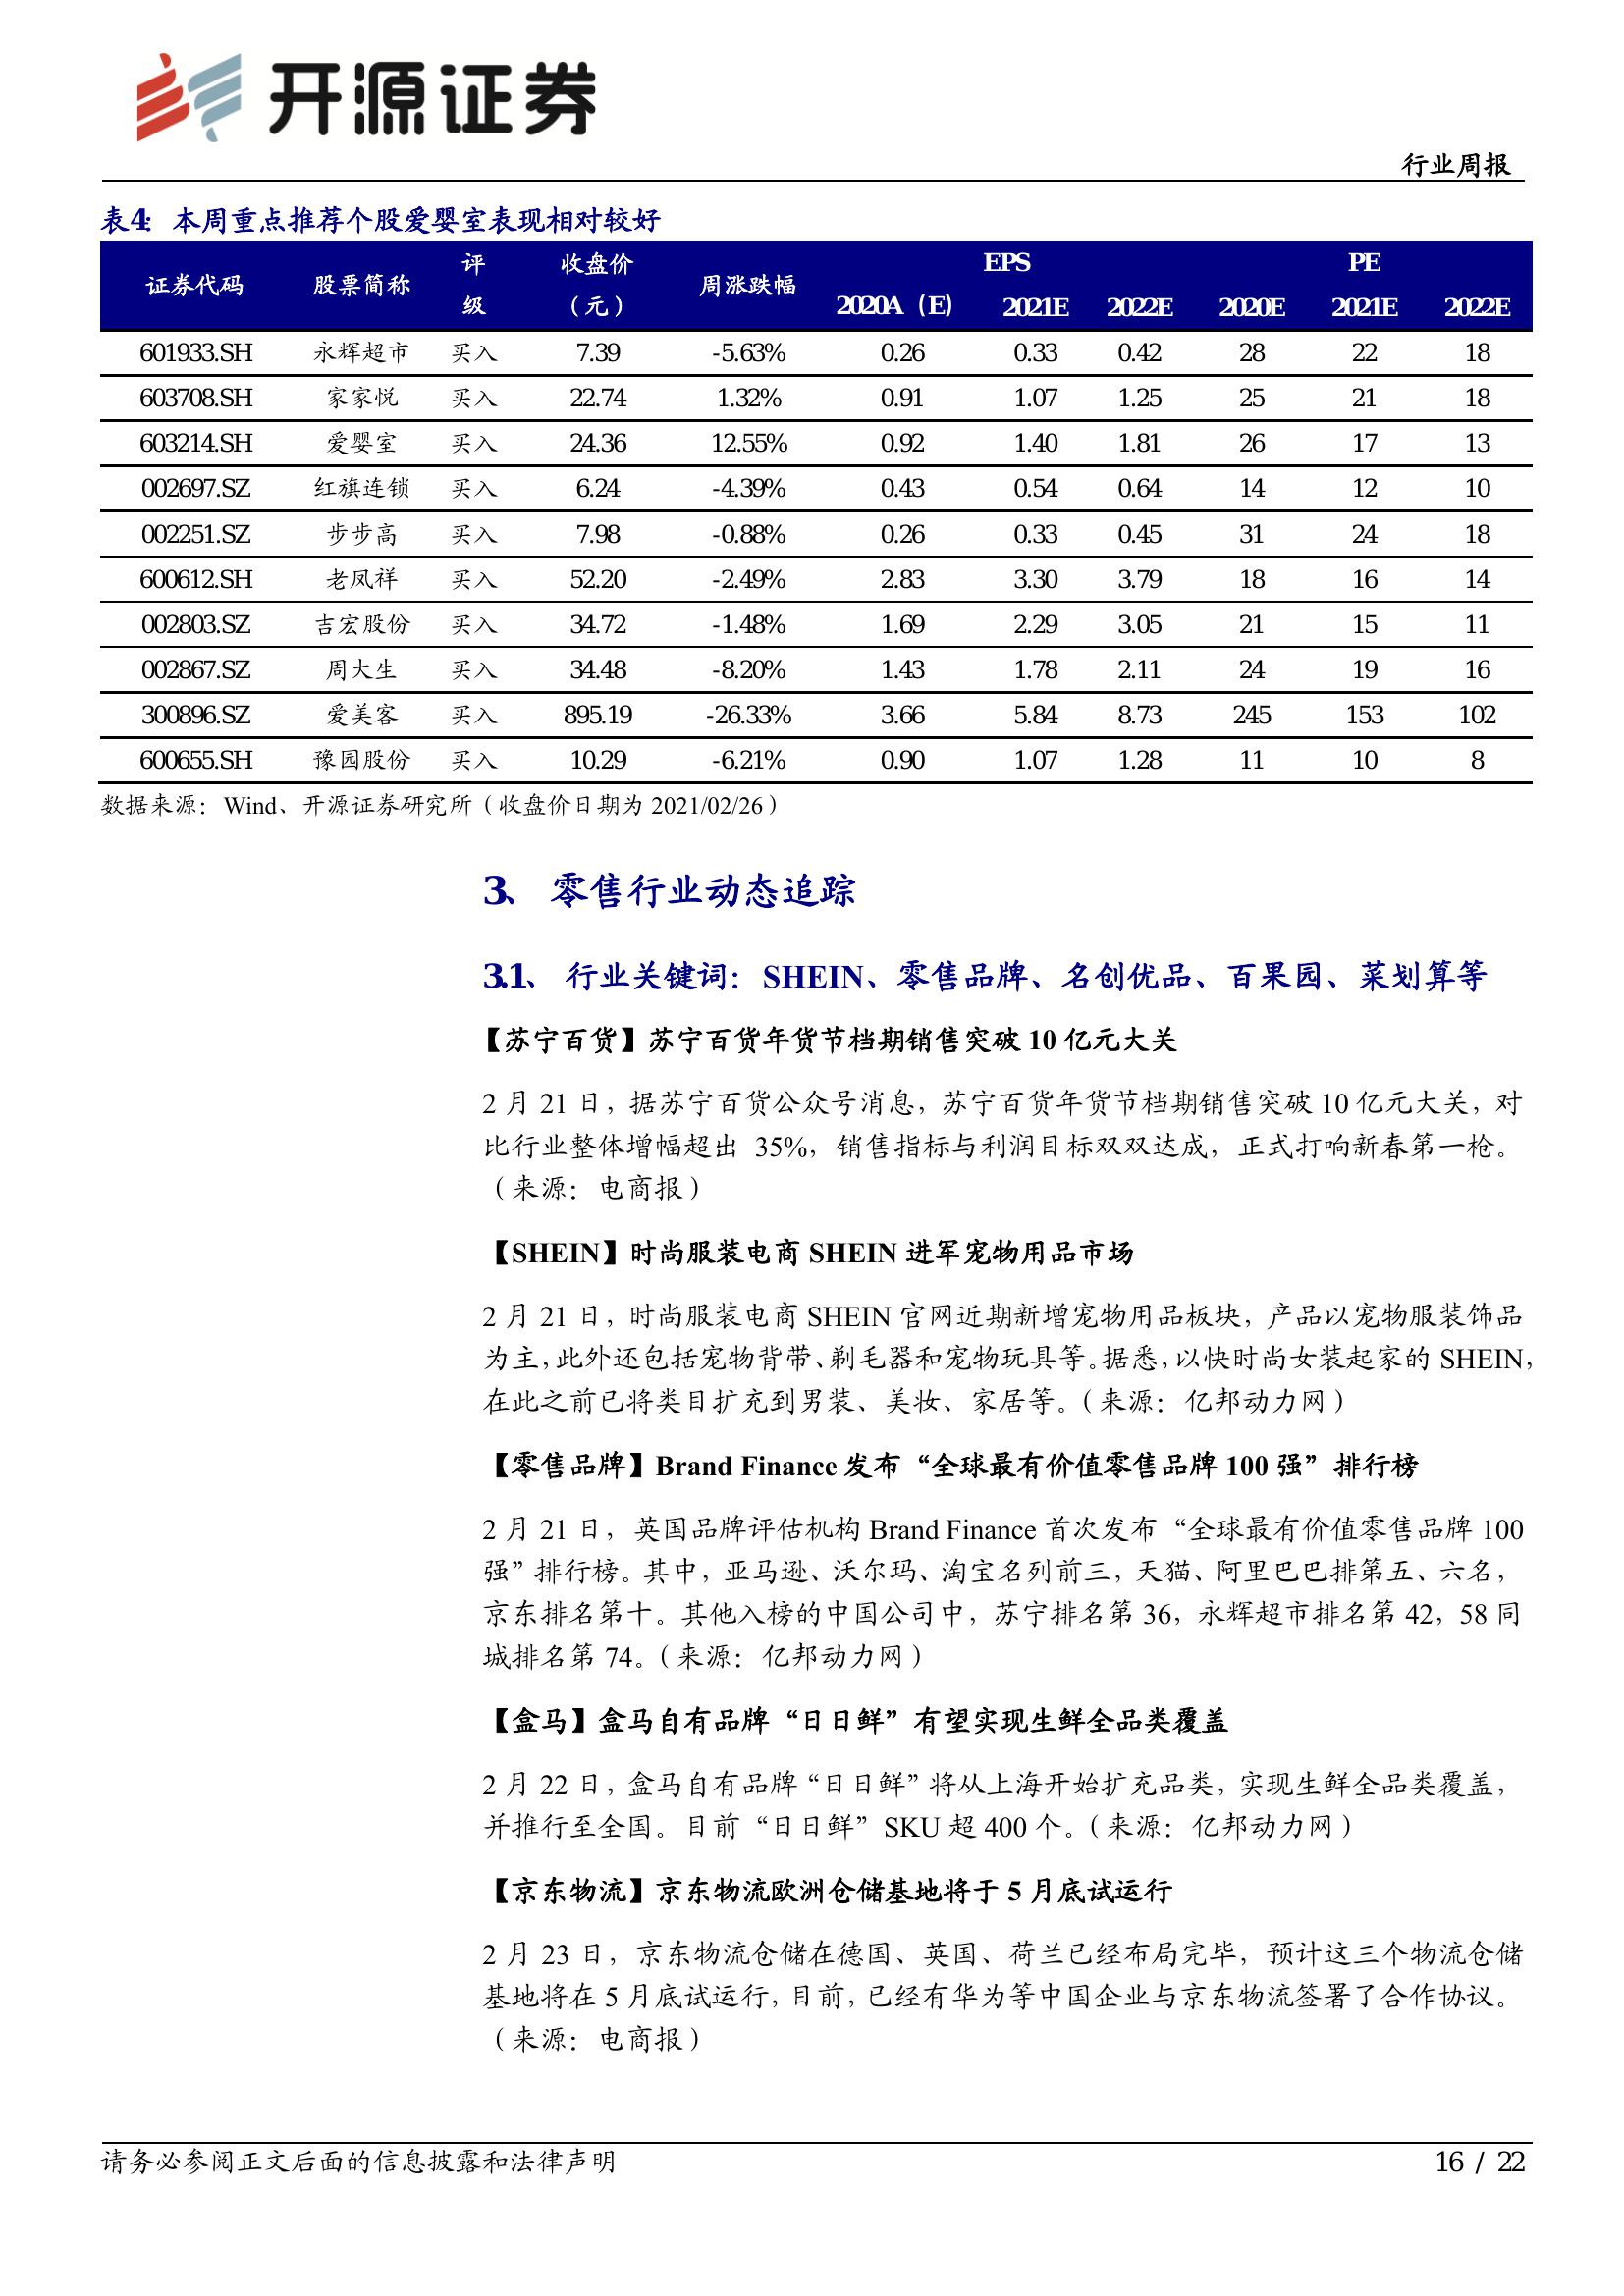 开源证券
行业周报
表4： 本周重点推荐个股爱婴室表现相对较好
证券代码 股票简称 评级 收盘价（元） 周涨跌幅 EPS PE
2020A（E） 2021E 2022E 2020E 2021E 2022E
601933.SH 永辉超市 买入 7.39 -5.63% 0.26 0.33 0.42 28 22 18
603708.SH 家家悦 买入 22.74 1.32% 0.91 1.07 1.25 25 21 18
603214.SH 爱婴室 买入 24.36 12.55% 0.92 1.40 1.81 26 17 13
002697.SZ 红旗连锁 买入 6.24 -4.39% 0.43 0.54 0.64 14 12 10
002251.SZ 步步高 买入 7.98 -0.88% 0.26 0.33 0.45 31 24 18
600612.SH 老凤祥 买入 52.20 -2.49% 2.83 3.30 3.79 18 16 14
002803.SZ 吉宏股份 买入 34.72 -1.48% 1.69 2.29 3.05 21 15 11
002867.SZ 周大生 买入 34.48 -8.20% 1.43 1.78 2.11 24 19 16
300896.SZ 爱美客 买入 895.19 -26.33% 3.66 5.84 8.73 245 153 102
600655.SH 豫园股份 买入 10.29 -6.21% 0.90 1.07 1.28 11 10 8
数据来源：Wind、开源证券研究所（收盘价日期为 2021/02/26）
3、 零售行业动态追踪
3.1、 行业关键词：SHEIN、零售品牌、名创优品、百果园、菜划算等
【苏宁百货】苏宁百货年货节档期销售突破 10 亿元大关
2 月 21 日，据苏宁百货公众号消息，苏宁百货年货节档期销售突破 10 亿元大关，对
比行业整体增幅超出 35%，销售指标与利润目标双双达成，正式打响新春第一枪。
（来源：电商报）
【SHEIN】时尚服装电商 SHEIN 进军宠物用品市场
2 月 21 日，时尚服装电商 SHEIN 官网近期新增宠物用品板块，产品以宠物服装饰品
为主，此外还包括宠物背带、剃毛器和宠物玩具等。据悉，以快时尚女装起家的 SHEIN，
在此之前已将类目扩充到男装、美妆、家居等。（来源：亿邦动力网）
【零售品牌】Brand Finance 发布“全球最有价值零售品牌 100 强”排行榜
2 月 21 日，英国品牌评估机构 Brand Finance 首次发布“全球最有价值零售品牌 100
强”排行榜。其中，亚马逊、沃尔玛、淘宝名列前三，天猫、阿里巴巴排第五、六名，
京东排名第十。其他入榜的中国公司中，苏宁排名第 36，永辉超市排名第 42，58 同
城排名第 74。（来源：亿邦动力网）
【盒马】盒马自有品牌“日日鲜”有望实现生鲜全品类覆盖
2 月 22 日，盒马自有品牌“日日鲜”将从上海开始扩充品类，实现生鲜全品类覆盖，
并推行至全国。目前“日日鲜”SKU 超 400 个。（来源：亿邦动力网）
【京东物流】京东物流欧洲仓储基地将于 5 月底试运行
2 月 23 日，京东物流仓储在德国、英国、荷兰已经布局完毕，预计这三个物流仓储
基地将在 5 月底试运行，目前，已经有华为等中国企业与京东物流签署了合作协议。
（来源：电商报）
请务必参阅正文后面的信息披露和法律声明
16 / 22